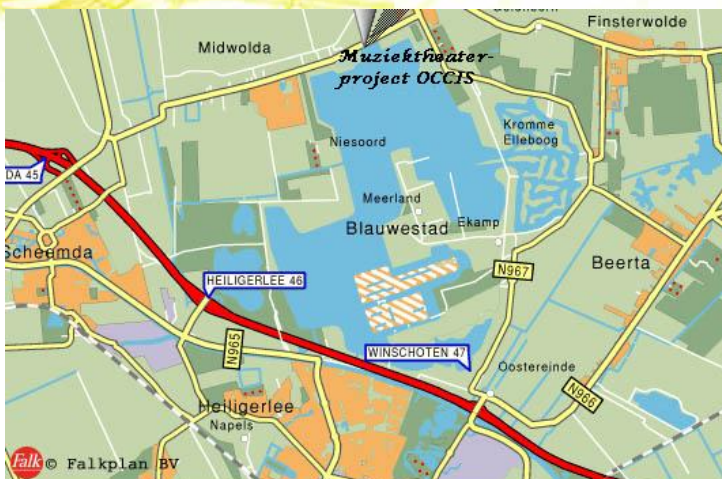 Finsterwolde
Midwolda
Muziektheater-
project OCCIS
Kromme
Elleboog
Niesoord
DA 45
Meerland
Blauwestad
Ekamp
Scheemda
Beerta
N967
HEILIGERLEE 46
N965
WINSCHOTEN 47
Oostereinde
N966
Heiligerlee
Napels
Falk © Falkplan BV